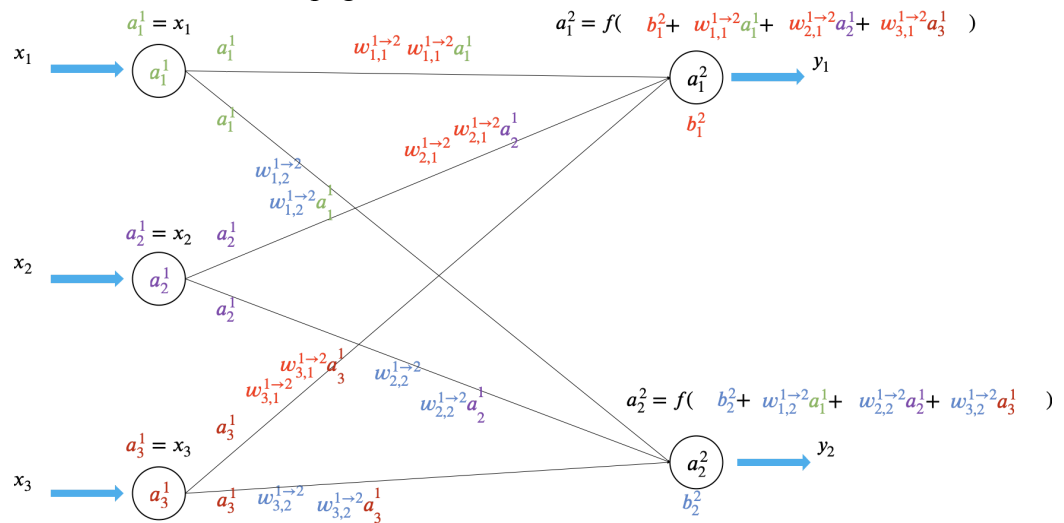 a_1^1 = x_1
a_1^2 = f( b_1^2 + w_{1,1}^{1→2}a_1^1 + w_{2,1}^{1→2}a_2^1 + w_{3,1}^{1→2}a_3^1 )
x_1
a_1^1
a_1^1
w_{1,1}^{1→2} w_{1,1}^{1→2}a_1^1
a_1^2
y_1
a_1^1
b_1^2
w_{2,1}^{1→2} w_{2,1}^{1→2}a_2^1
w_{1,2}^{1→2}
w_{1,2}^{1→2}a_1^1
a_2^1 = x_2
a_2^1
x_2
a_2^1
a_2^1
w_{3,1}^{1→2}a_3^1
w_{3,1}^{1→2}
w_{2,2}^{1→2}
w_{2,2}^{1→2}a_2^1
a_2^2 = f( b_2^2 + w_{1,2}^{1→2}a_1^1 + w_{2,2}^{1→2}a_2^1 + w_{3,2}^{1→2}a_3^1 )
a_3^1
a_3^1 = x_3
a_2^2
y_2
x_3
a_3^1
a_3^1
w_{3,2}^{1→2}
w_{3,2}^{1→2}a_3^1
b_2^2